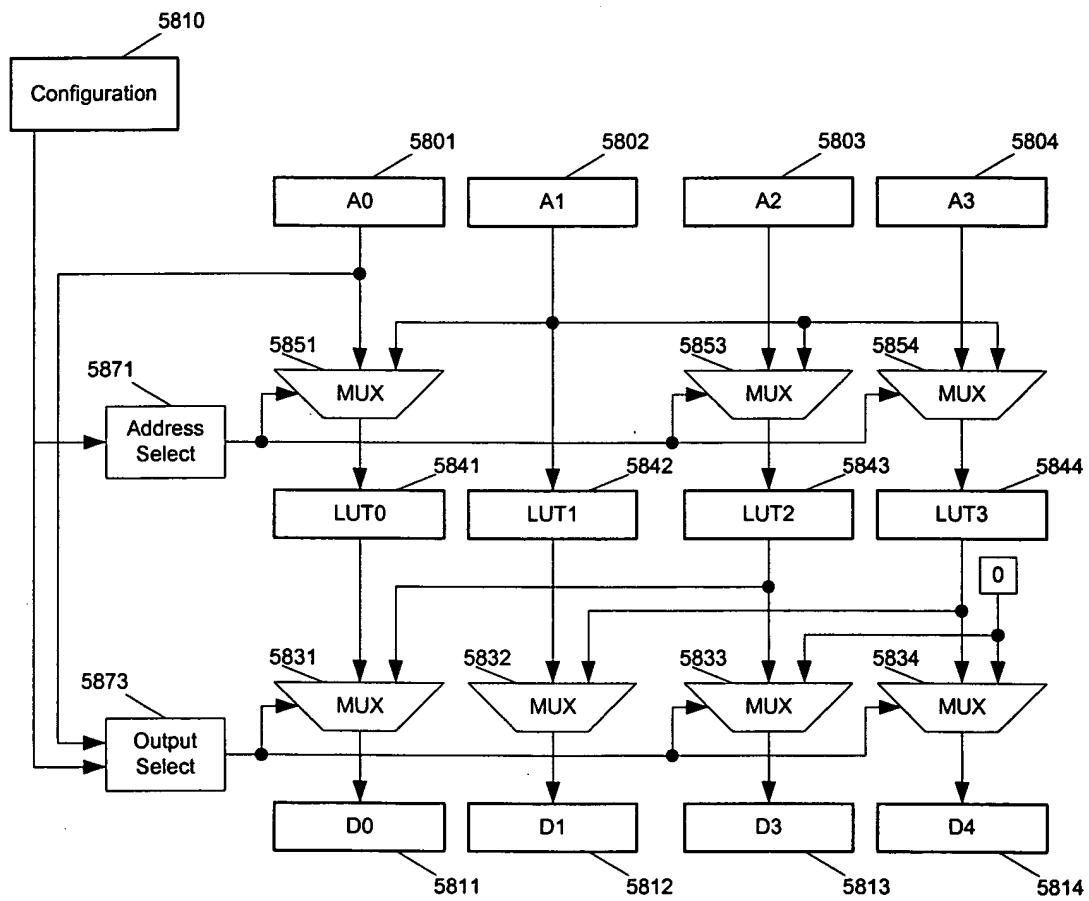 5810
Configuration
5801
5802
5803
5804
A0
A1
A2
A3
5851
5853
5854
5871
MUX
MUX
MUX
Address
Select
5841
5842
5843
5844
LUT0
LUT1
LUT2
LUT3
0
5831
5832
5833
5834
5873
MUX
MUX
MUX
MUX
Output
Select
D0
D1
D3
D4
5811
5812
5813
5814